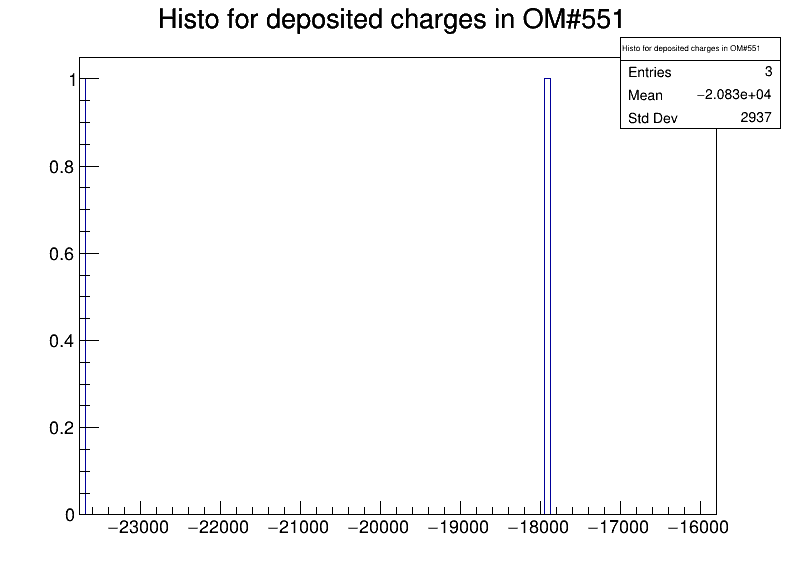 Histo for deposited charges in OM#551
Histo for deposited charges in OM#551
Entries 3
Mean −2.083e+04
Std Dev 2937
1
0.8
0.6
0.4
0.2
0
−23000 −22000 −21000 −20000 −19000 −18000 −17000 −16000